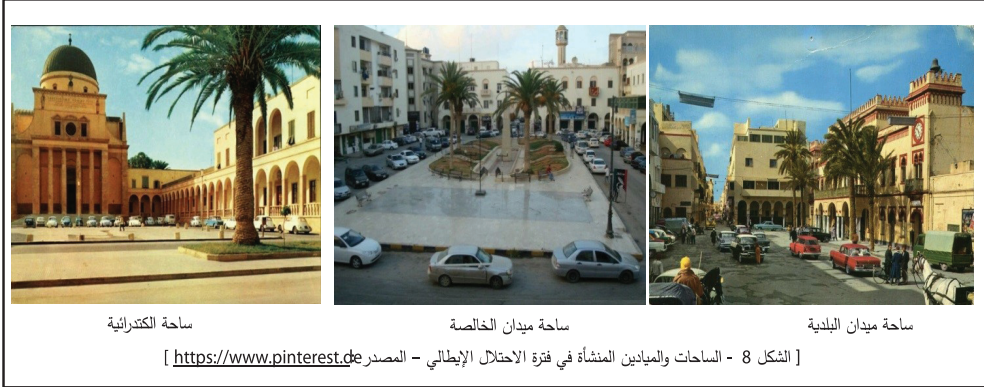 ساحة ميدان البلدية
ساحة ميدان الخالصة
ساحة الكتدرائية
[ الشكل 8 - الساحات والميادين المنشأة في فترة الاحتلال الإيطالي – المصدر https://www.pinterest.de ]